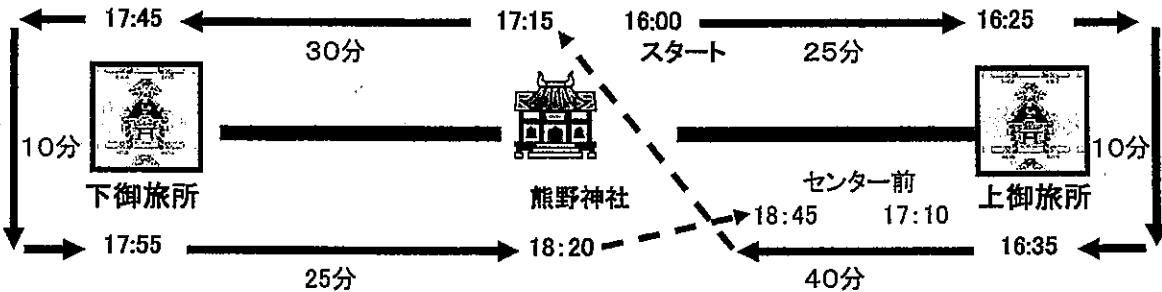 17:45
17:15
16:00
16:25
30分
スタート
25分
10分
10分
下御旅所
熊野神社
センター前
上御旅所
18:45
17:10
17:55
18:20
16:35
25分
40分